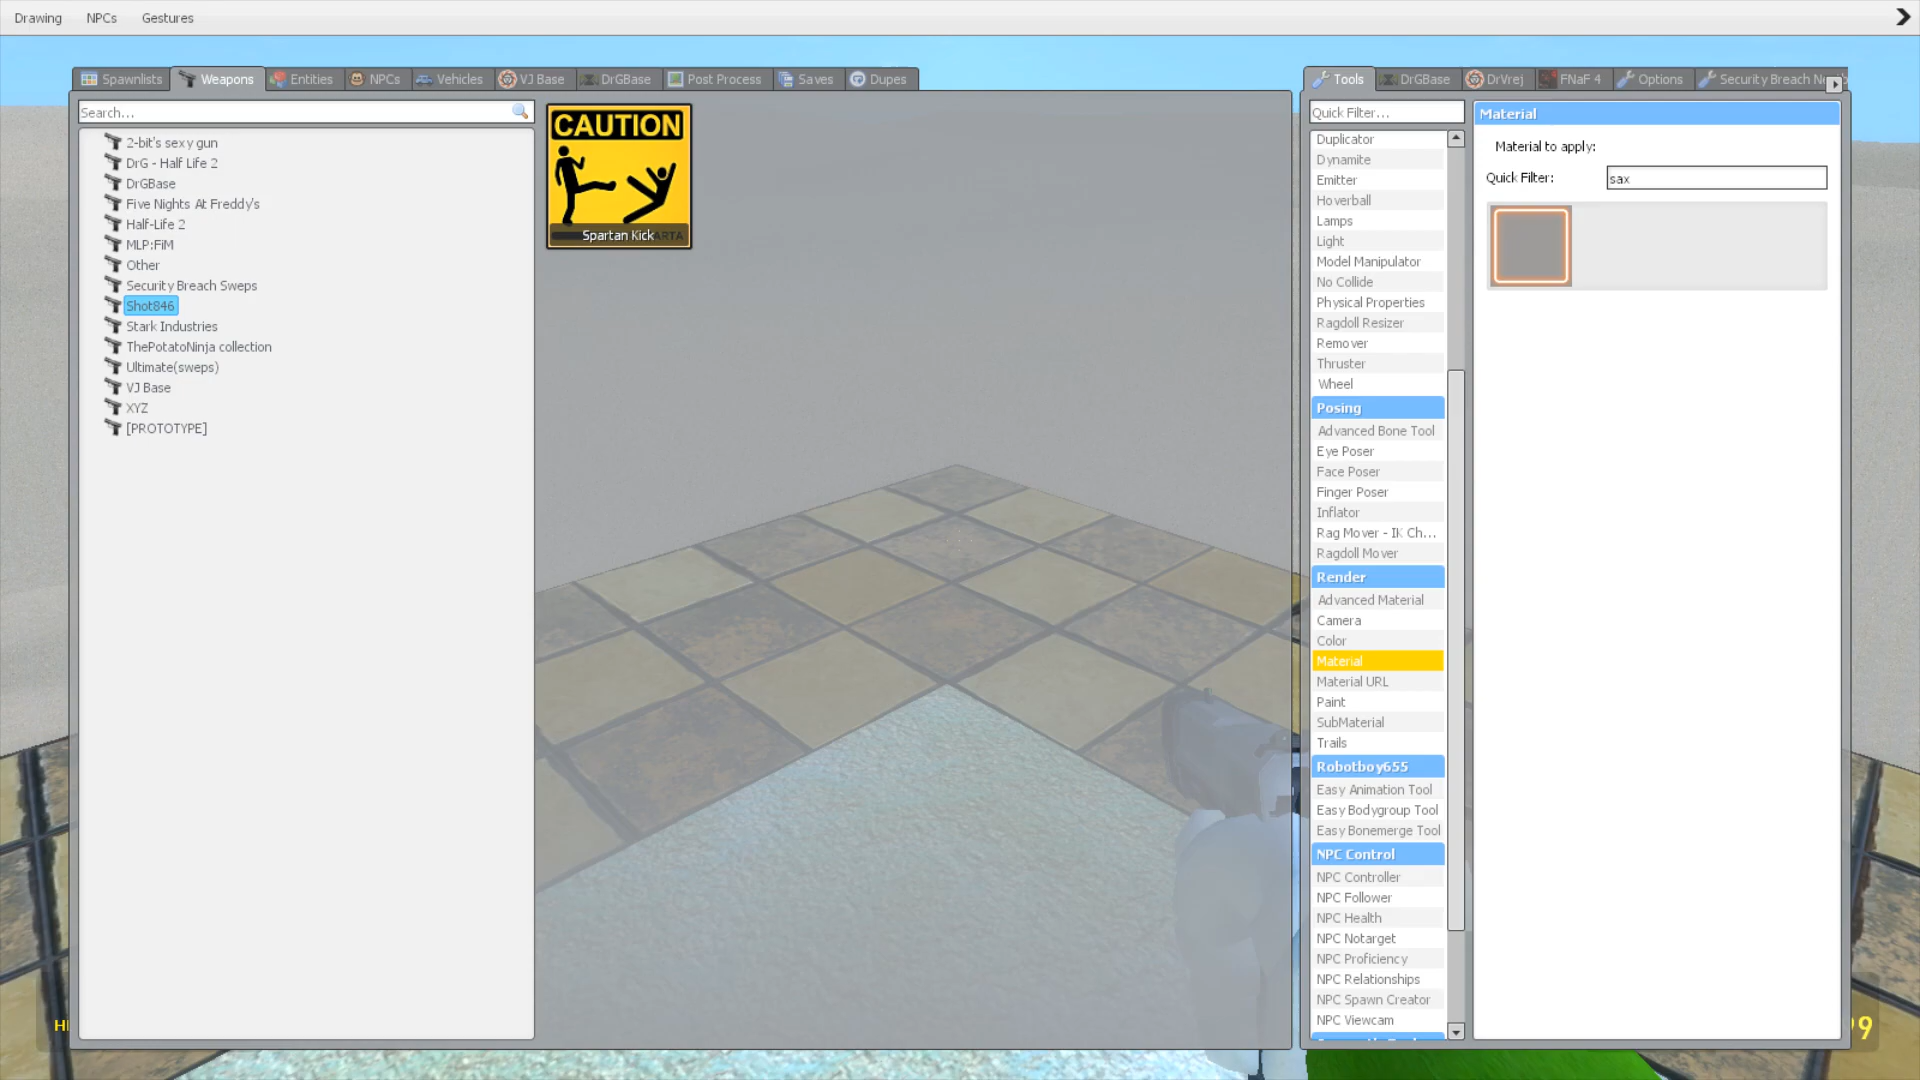 Drawing NPCs Gestures
Spawnlists Weapons Entities NPCs Vehicles VJ Base DrGBase Post Process Saves Dupes
Search...
2-bit's sexy gun
DrG - Half Life 2
DrGBase
Five Nights At Freddy's
Half-Life 2
MLP:FiM
Other
Security Breach Sweps
Shot846
Stark Industries
ThePotatoNinja collection
Ultimate(sweps)
VJ Base
XYZ
[PROTOTYPE]
CAUTION
Spartan Kick
Tools DrGBase DrVrej FNaF 4 Options Security Breach
Quick Filter...
Duplicator
Dynamite
Emitter
Hoverball
Lamps
Light
Model Manipulator
No Collide
Physical Properties
Ragdoll Resizer
Remover
Thruster
Wheel
Posing
Advanced Bone Tool
Eye Poser
Face Poser
Finger Poser
Inflator
Rag Mover - IK Ch...
Ragdoll Mover
Render
Advanced Material
Camera
Color
Material
Material URL
Paint
SubMaterial
Trails
Robotboy655
Easy Animation Tool
Easy Bodygroup Tool
Easy Bonemerge Tool
NPC Control
NPC Controller
NPC Follower
NPC Health
NPC Notarget
NPC Proficiency
NPC Relationships
NPC Spawn Creator
NPC Viewcam
Material
Material to apply:
Quick Filter: sax